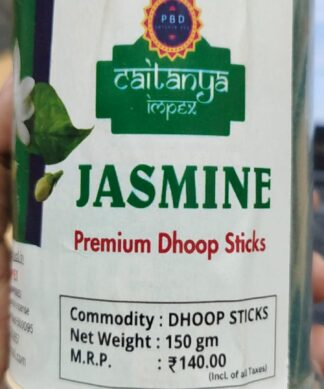 PBD
caitanya
impex
JASMINE
Premium Dhoop Sticks
Commodity : DHOOP STICKS
Net Weight : 150 gm
M.R.P. : ₹140.00
(Incl. of all Taxes)